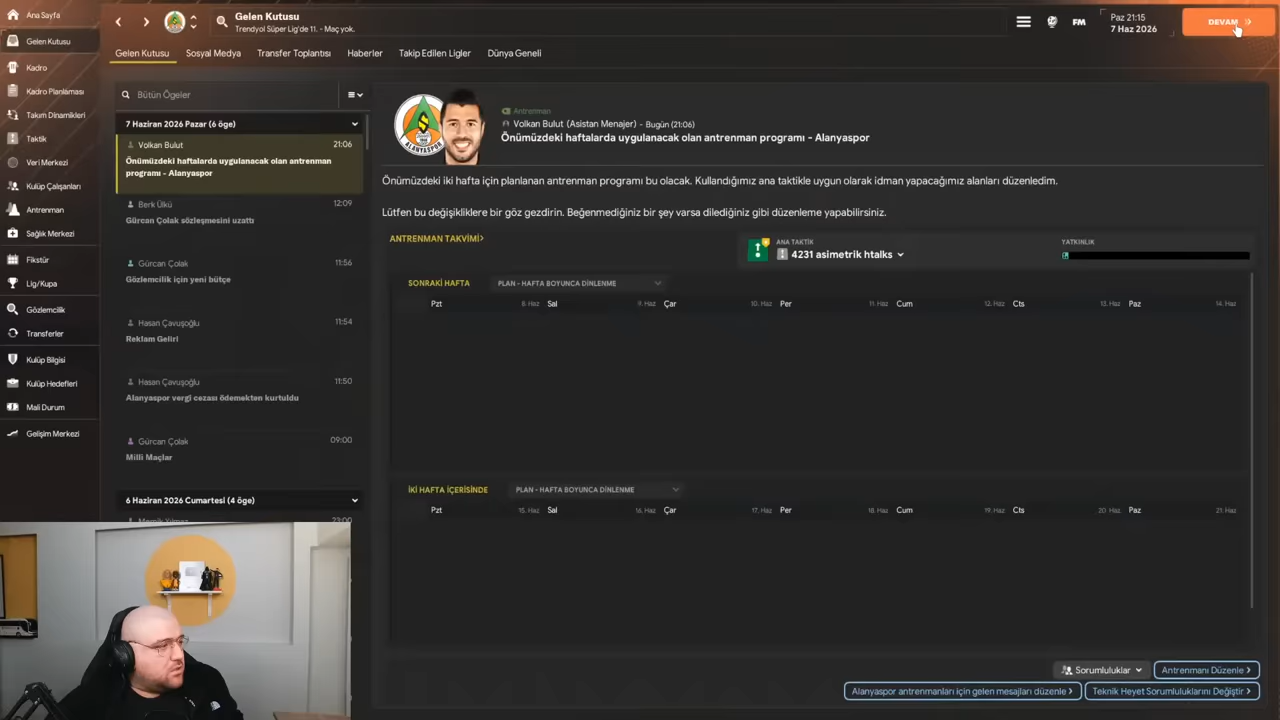 Ana Sayfa
Gelen Kutusu
Kadro
Kadro Planlaması
Takım Dinamikleri
Taktik
Veri Merkezi
Kulüp Çalışanları
Antrenman
Sağlık Merkezi
Fikstür
Lig/Kupa
Gözlemcilik
Transferler
Kulüp Bilgisi
Kulüp Hedefleri
Mali Durum
Gelişim Merkezi
Gelen Kutusu
Trendyol Süper Lig'de 11. - Maç yok.
FM
Paz 21:15
7 Haz 2026
DEVAM
Gelen Kutusu Sosyal Medya Transfer Toplantısı Haberler Takip Edilen Ligler Dünya Geneli
Bütün Ögeler
7 Haziran 2026 Pazar (6 öge)
Volkan Bulut 21:06
Önümüzdeki haftalarda uygulanacak olan antrenman
programı - Alanyaspor
Berk Ülkü 12:09
Gürcan Çolak sözleşmesini uzattı
Gürcan Çolak 11:56
Gözlemcilik için yeni bütçe
Hasan Çavuşoğlu 11:54
Reklam Geliri
Hasan Çavuşoğlu 11:50
Alanyaspor vergi cezası ödemekten kurtuldu
Gürcan Çolak 09:00
Milli Maçlar
6 Haziran 2026 Cumartesi (4 öge)
Antrenman
Volkan Bulut (Asistan Menajer) - Bugün (21:06)
Önümüzdeki haftalarda uygulanacak olan antrenman programı - Alanyaspor
Önümüzdeki iki hafta için planlanan antrenman programı bu olacak. Kullandığımız ana taktikle uygun olarak idman yapacağımız alanları düzenledim.
Lütfen bu değişikliklere bir göz gezdirin. Beğenmediğiniz bir şey varsa dilediğiniz gibi düzenleme yapabilirsiniz.
ANTRENMAN TAKVİMİ>
ANA TAKTİK
4231 asimetrik htalks
YATKINLIK
SONRAKİ HAFTA PLAN - HAFTA BOYUNCA DİNLENME
Pzt 8. Haz Sal 9. Haz Çar 10. Haz Per 11. Haz Cum 12. Haz Cts 13. Haz Paz 14. Haz
İKİ HAFTA İÇERİSİNDE PLAN - HAFTA BOYUNCA DİNLENME
Pzt 15. Haz Sal 16. Haz Çar 17. Haz Per 18. Haz Cum 19. Haz Cts 20. Haz Paz 21. Haz
Sorumluluklar Antrenmanı Düzenle >
Alanyaspor antrenmanları için gelen mesajları düzenle > Teknik Heyet Sorumluluklarını Değiştir >